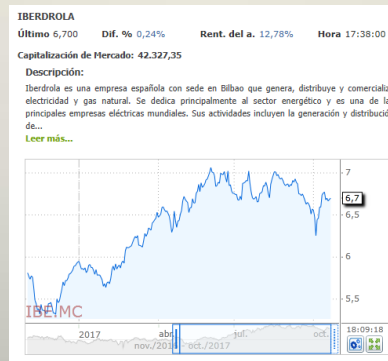 IBERDROLA
Último 6,700 Dif. % 0,24% Rent. del a. 12,78% Hora 17:38:00
Capitalización de Mercado: 42.327,35
Descripción:
Iberdrola es una empresa española con sede en Bilbao que genera, distribuye y comercializa
electricidad y gas natural. Se dedica principalmente al sector energético y es una de la
principales empresas eléctricas mundiales. Sus actividades incluyen la generación y distribució
de...
Leer más...
7
6,7
6,5
6
5,5
IBE.MC
2017 abr. jul. oct.
nov./2016 - oct./2017
18:09:18